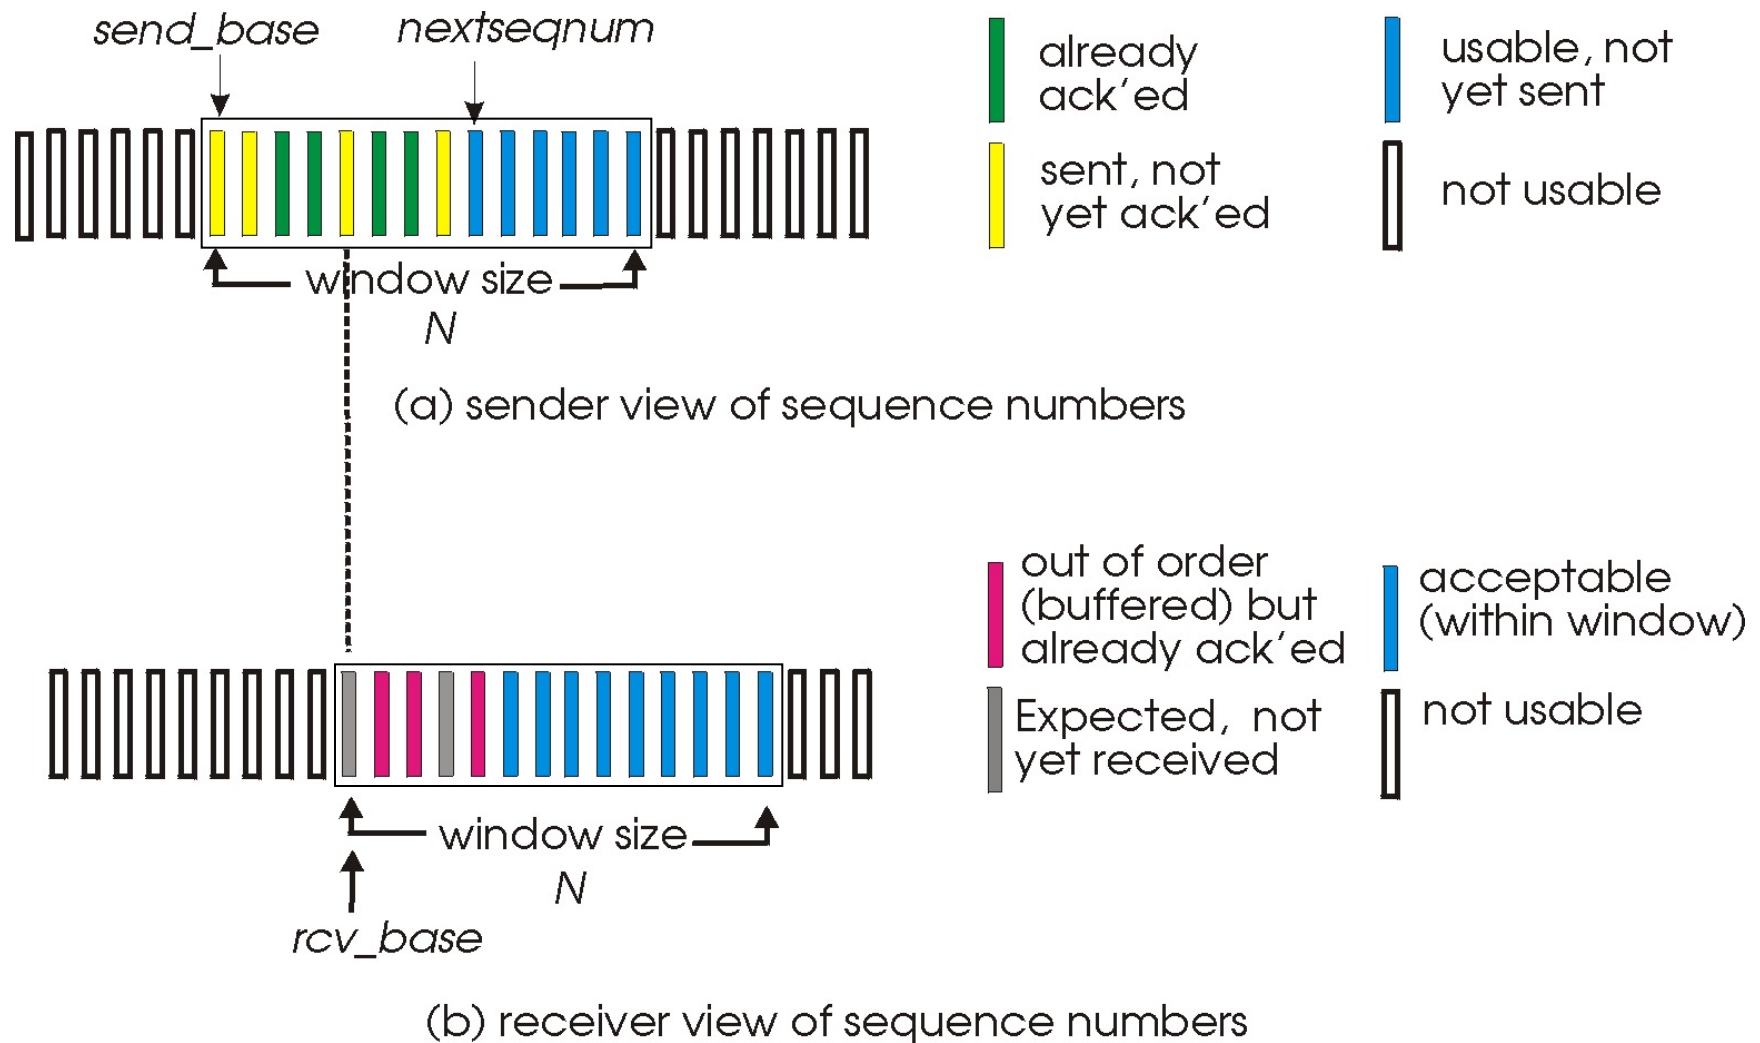 send_base
nextseqnum
already
ack'ed
usable, not
yet sent
sent, not
yet ack'ed
not usable
window size
N
(a) sender view of sequence numbers
out of order
(buffered) but
already ack'ed
acceptable
(within window)
Expected, not
yet received
not usable
window size
N
rcv_base
(b) receiver view of sequence numbers